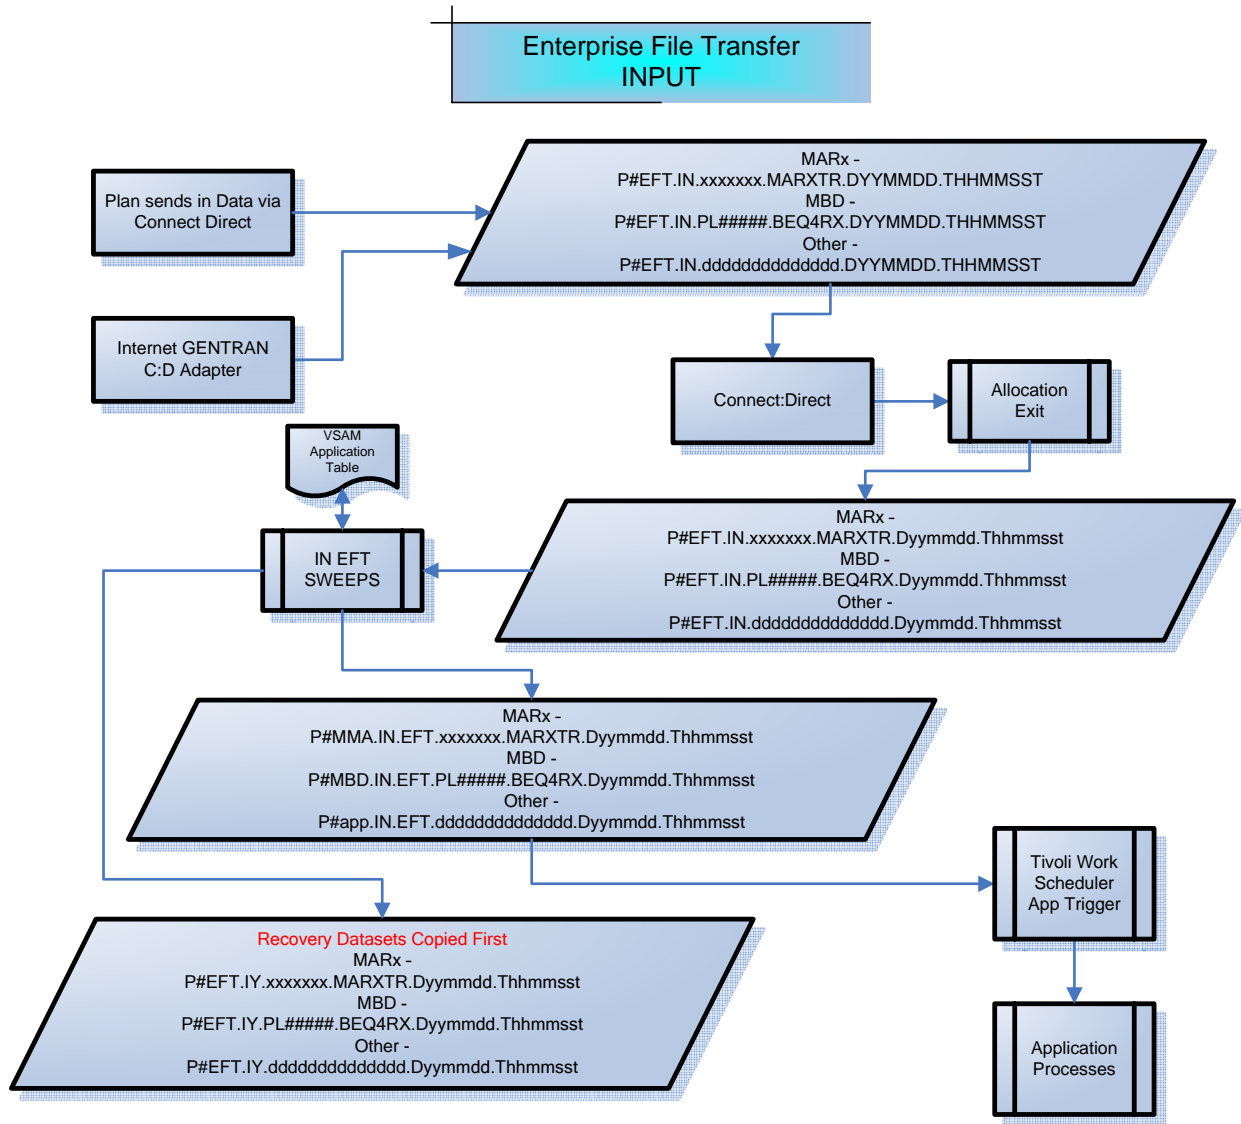 Enterprise File Transfer
INPUT
Plan sends in Data via
Connect Direct
MARx -
P#EFT.IN.xxxxxxx.MARXTR.DYYMMDD.THHMMSST
MBD -
P#EFT.IN.PL#####.BEQ4RX.DYYMMDD.THHMMSST
Other -
P#EFT.IN.dddddddddddddd.DYYMMDD.THHMMSST
Internet GENTRAN
C:D Adapter
Connect:Direct
Allocation
Exit
VSAM
Application
Table
IN EFT
SWEEPS
MARx -
P#EFT.IN.xxxxxxx.MARXTR.Dyymmdd.Thhmmsst
MBD -
P#EFT.IN.PL#####.BEQ4RX.Dyymmdd.Thhmmsst
Other -
P#EFT.IN.dddddddddddddd.Dyymmdd.Thhmmsst
MARx -
P#MMA.IN.EFT.xxxxxxx.MARXTR.Dyymmdd.Thhmmsst
MBD -
P#MBD.IN.EFT.PL#####.BEQ4RX.Dyymmdd.Thhmmsst
Other -
P#app.IN.EFT.dddddddddddddd.Dyymmdd.Thhmmsst
Tivoli Work
Scheduler
App Trigger
Recovery Datasets Copied First
MARx -
P#EFT.IY.xxxxxxx.MARXTR.Dyymmdd.Thhmmsst
MBD -
P#EFT.IY.PL#####.BEQ4RX.Dyymmdd.Thhmmsst
Other -
P#EFT.IY.dddddddddddddd.Dyymmdd.Thhmmsst
Application
Processes